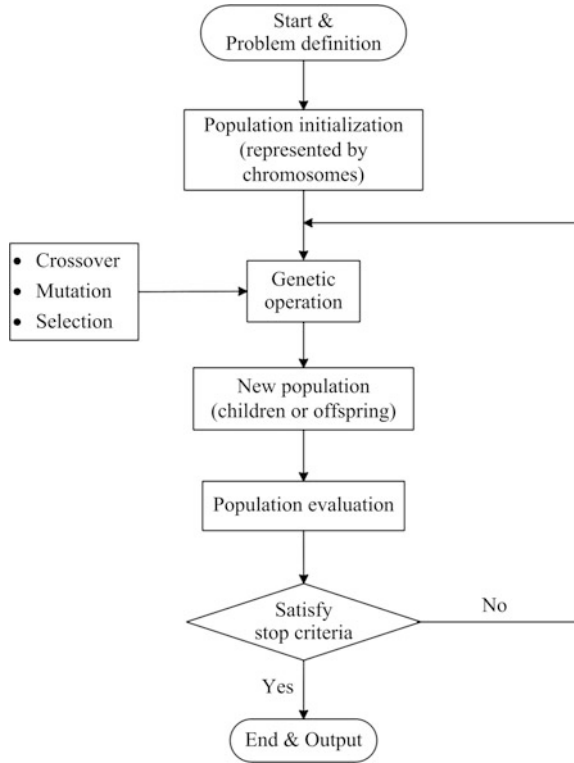 Start &
Problem definition
Population initialization
(represented by
chromosomes)
• Crossover
• Mutation
• Selection
Genetic
operation
New population
(children or offspring)
Population evaluation
Satisfy
stop criteria
No
Yes
End & Output